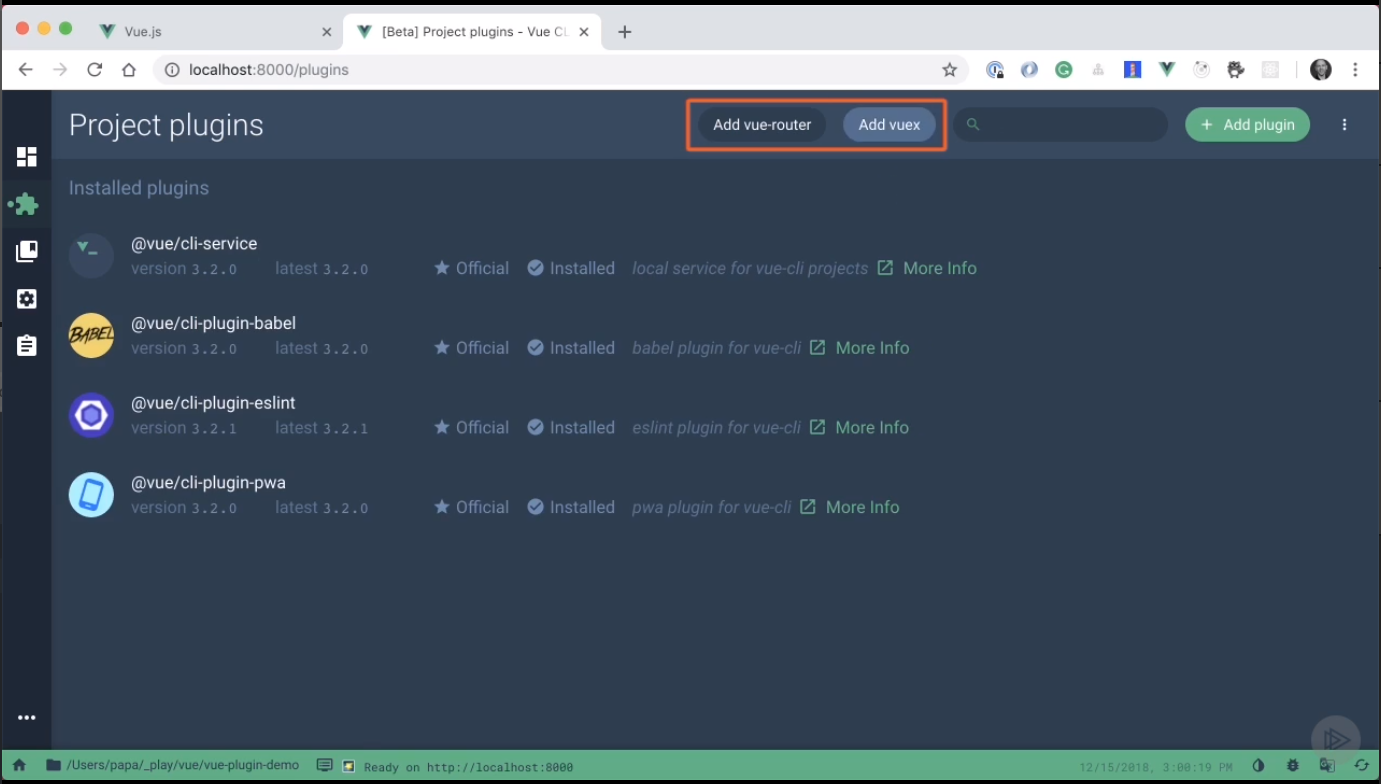 Vue.js
[Beta] Project plugins - Vue CL
localhost:8000/plugins
Project plugins
Add vue-router
Add vuex
+ Add plugin
Installed plugins
@vue/cli-service
version 3.2.0 latest 3.2.0 Official Installed local service for vue-cli projects More Info
BABEL
@vue/cli-plugin-babel
version 3.2.0 latest 3.2.0 Official Installed babel plugin for vue-cli More Info
@vue/cli-plugin-eslint
version 3.2.1 latest 3.2.1 Official Installed eslint plugin for vue-cli More Info
@vue/cli-plugin-pwa
version 3.2.0 latest 3.2.0 Official Installed pwa plugin for vue-cli More Info
/Users/papa/_play/vue/vue-plugin-demo
Ready on http://localhost:8000
12/15/2018, 3:00:19 PM